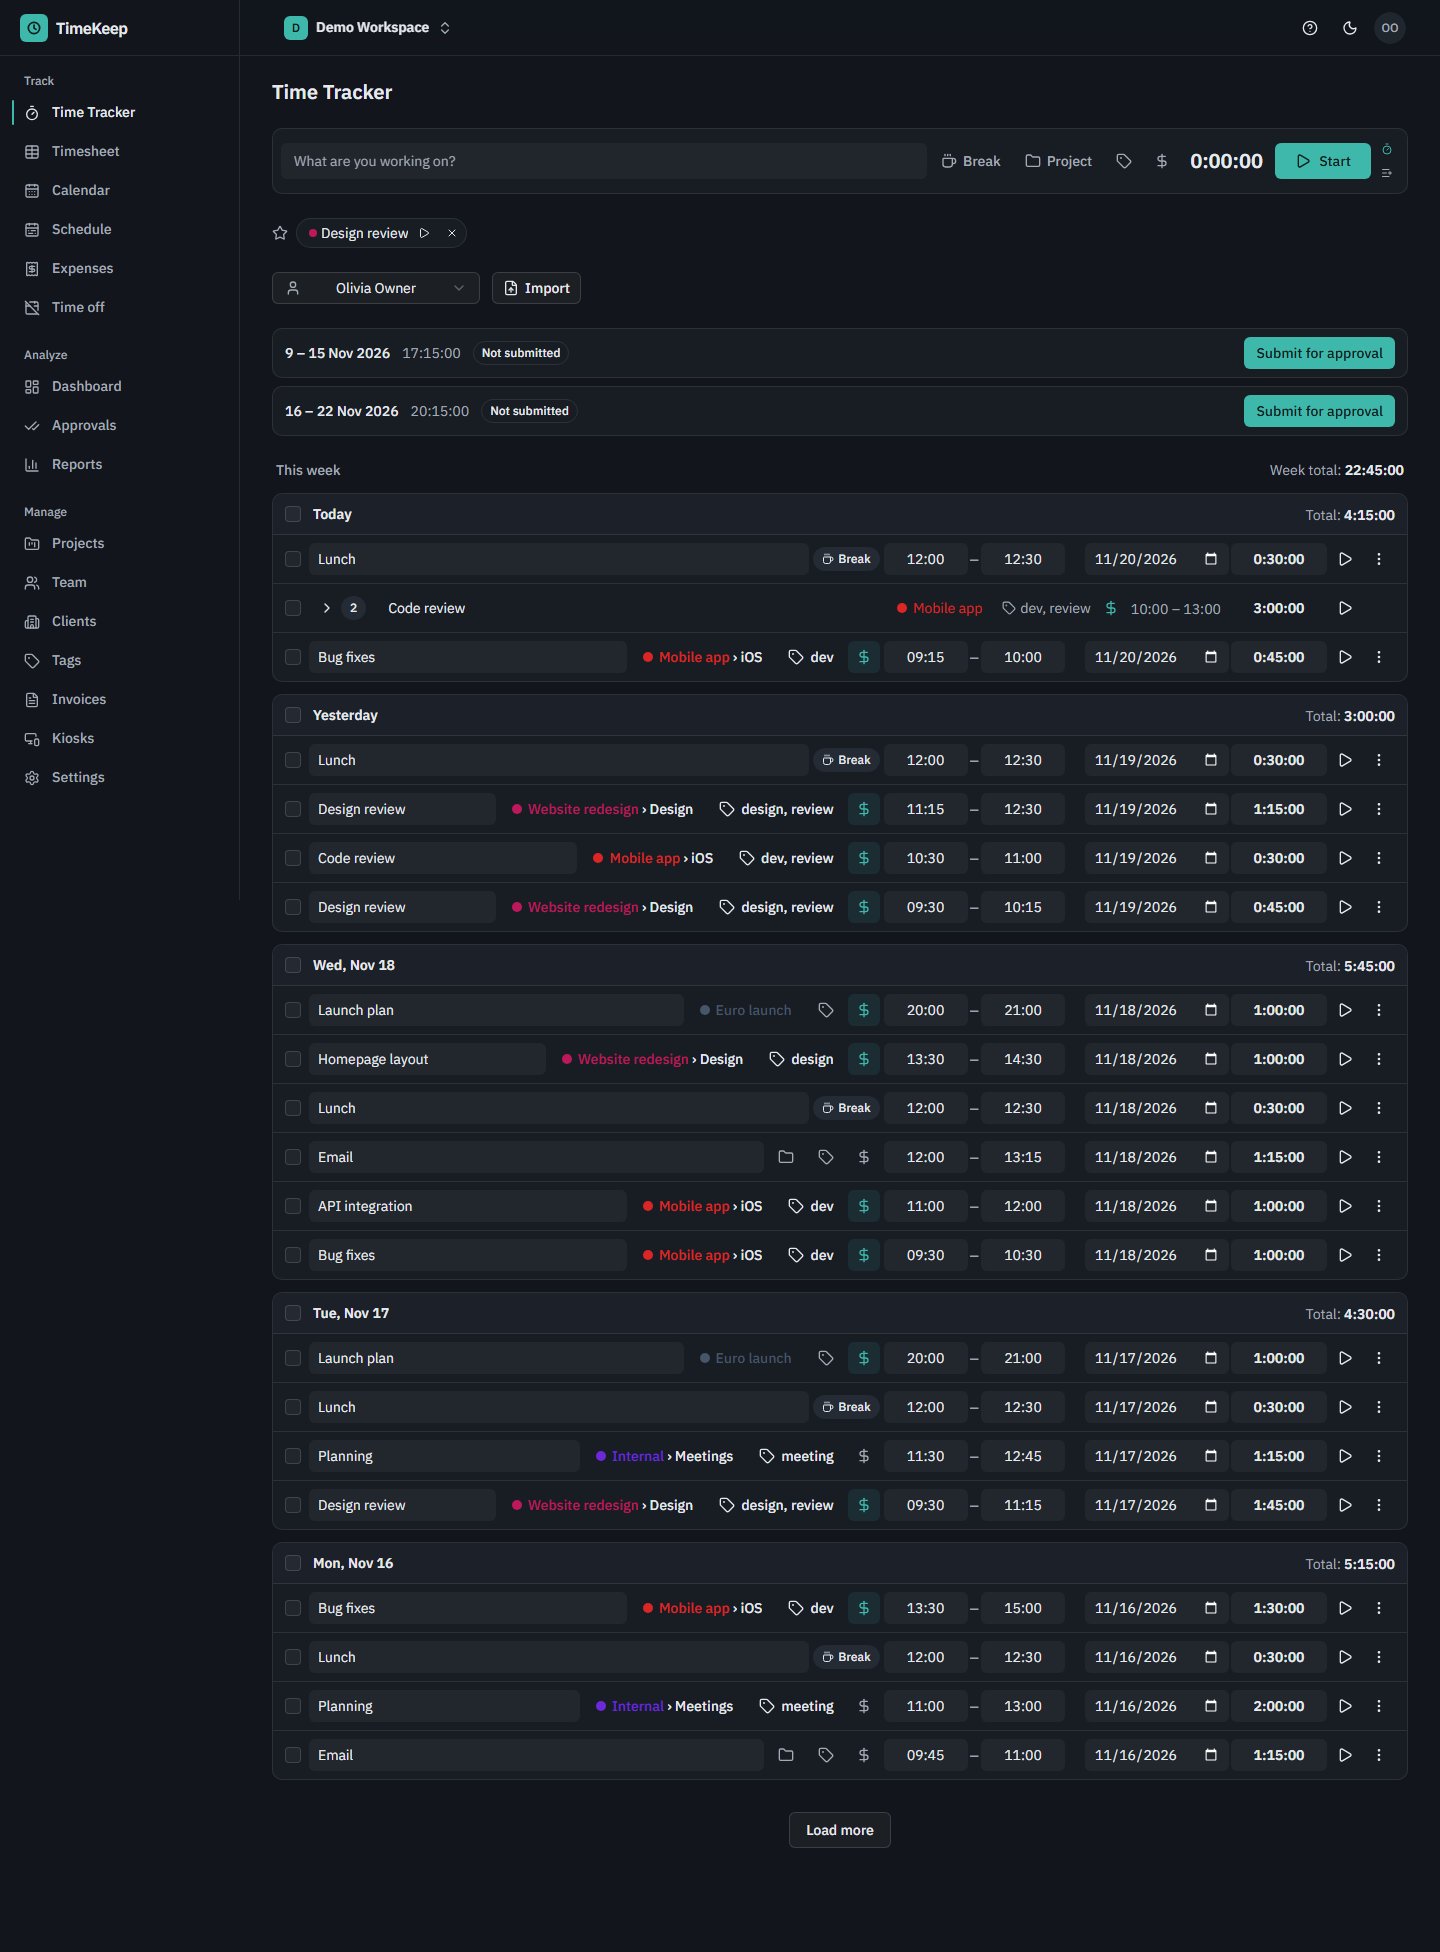 TimeKeep
D Demo Workspace
OO
Track
Time Tracker
Timesheet
Calendar
Schedule
Expenses
Time off
Analyze
Dashboard
Approvals
Reports
Manage
Projects
Team
Clients
Tags
Invoices
Kiosks
Settings
Time Tracker
What are you working on? Break Project $ 0:00:00 Start
Design review
Olivia Owner Import
9 – 15 Nov 2026 17:15:00 Not submitted Submit for approval
16 – 22 Nov 2026 20:15:00 Not submitted Submit for approval
This week Week total: 22:45:00
Today Total: 4:15:00
Lunch Break 12:00 – 12:30 11/20/2026 0:30:00
2 Code review Mobile app dev, review $ 10:00 – 13:00 3:00:00
Bug fixes Mobile app › iOS dev $ 09:15 – 10:00 11/20/2026 0:45:00
Yesterday Total: 3:00:00
Lunch Break 12:00 – 12:30 11/19/2026 0:30:00
Design review Website redesign › Design design, review $ 11:15 – 12:30 11/19/2026 1:15:00
Code review Mobile app › iOS dev, review $ 10:30 – 11:00 11/19/2026 0:30:00
Design review Website redesign › Design design, review $ 09:30 – 10:15 11/19/2026 0:45:00
Wed, Nov 18 Total: 5:45:00
Launch plan Euro launch $ 20:00 – 21:00 11/18/2026 1:00:00
Homepage layout Website redesign › Design design $ 13:30 – 14:30 11/18/2026 1:00:00
Lunch Break 12:00 – 12:30 11/18/2026 0:30:00
Email $ 12:00 – 13:15 11/18/2026 1:15:00
API integration Mobile app › iOS dev $ 11:00 – 12:00 11/18/2026 1:00:00
Bug fixes Mobile app › iOS dev $ 09:30 – 10:30 11/18/2026 1:00:00
Tue, Nov 17 Total: 4:30:00
Launch plan Euro launch $ 20:00 – 21:00 11/17/2026 1:00:00
Lunch Break 12:00 – 12:30 11/17/2026 0:30:00
Planning Internal › Meetings meeting $ 11:30 – 12:45 11/17/2026 1:15:00
Design review Website redesign › Design design, review $ 09:30 – 11:15 11/17/2026 1:45:00
Mon, Nov 16 Total: 5:15:00
Bug fixes Mobile app › iOS dev $ 13:30 – 15:00 11/16/2026 1:30:00
Lunch Break 12:00 – 12:30 11/16/2026 0:30:00
Planning Internal › Meetings meeting $ 11:00 – 13:00 11/16/2026 2:00:00
Email $ 09:45 – 11:00 11/16/2026 1:15:00
Load more